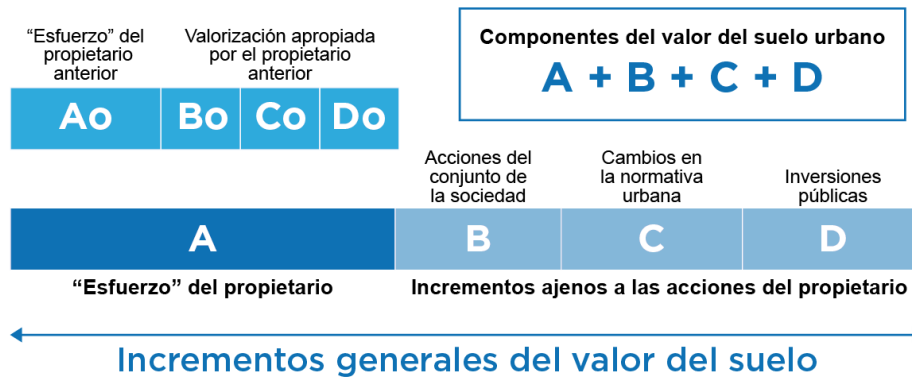 “Esfuerzo” del
propietario
anterior
Valorización apropiada
por el propietario
anterior
Componentes del valor del suelo urbano
A + B + C + D
Ao Bo Co Do
Acciones del
conjunto de
la sociedad
Cambios en
la normativa
urbana
Inversiones
públicas
A B C D
“Esfuerzo” del propietario
Incrementos ajenos a las acciones del propietario
Incrementos generales del valor del suelo